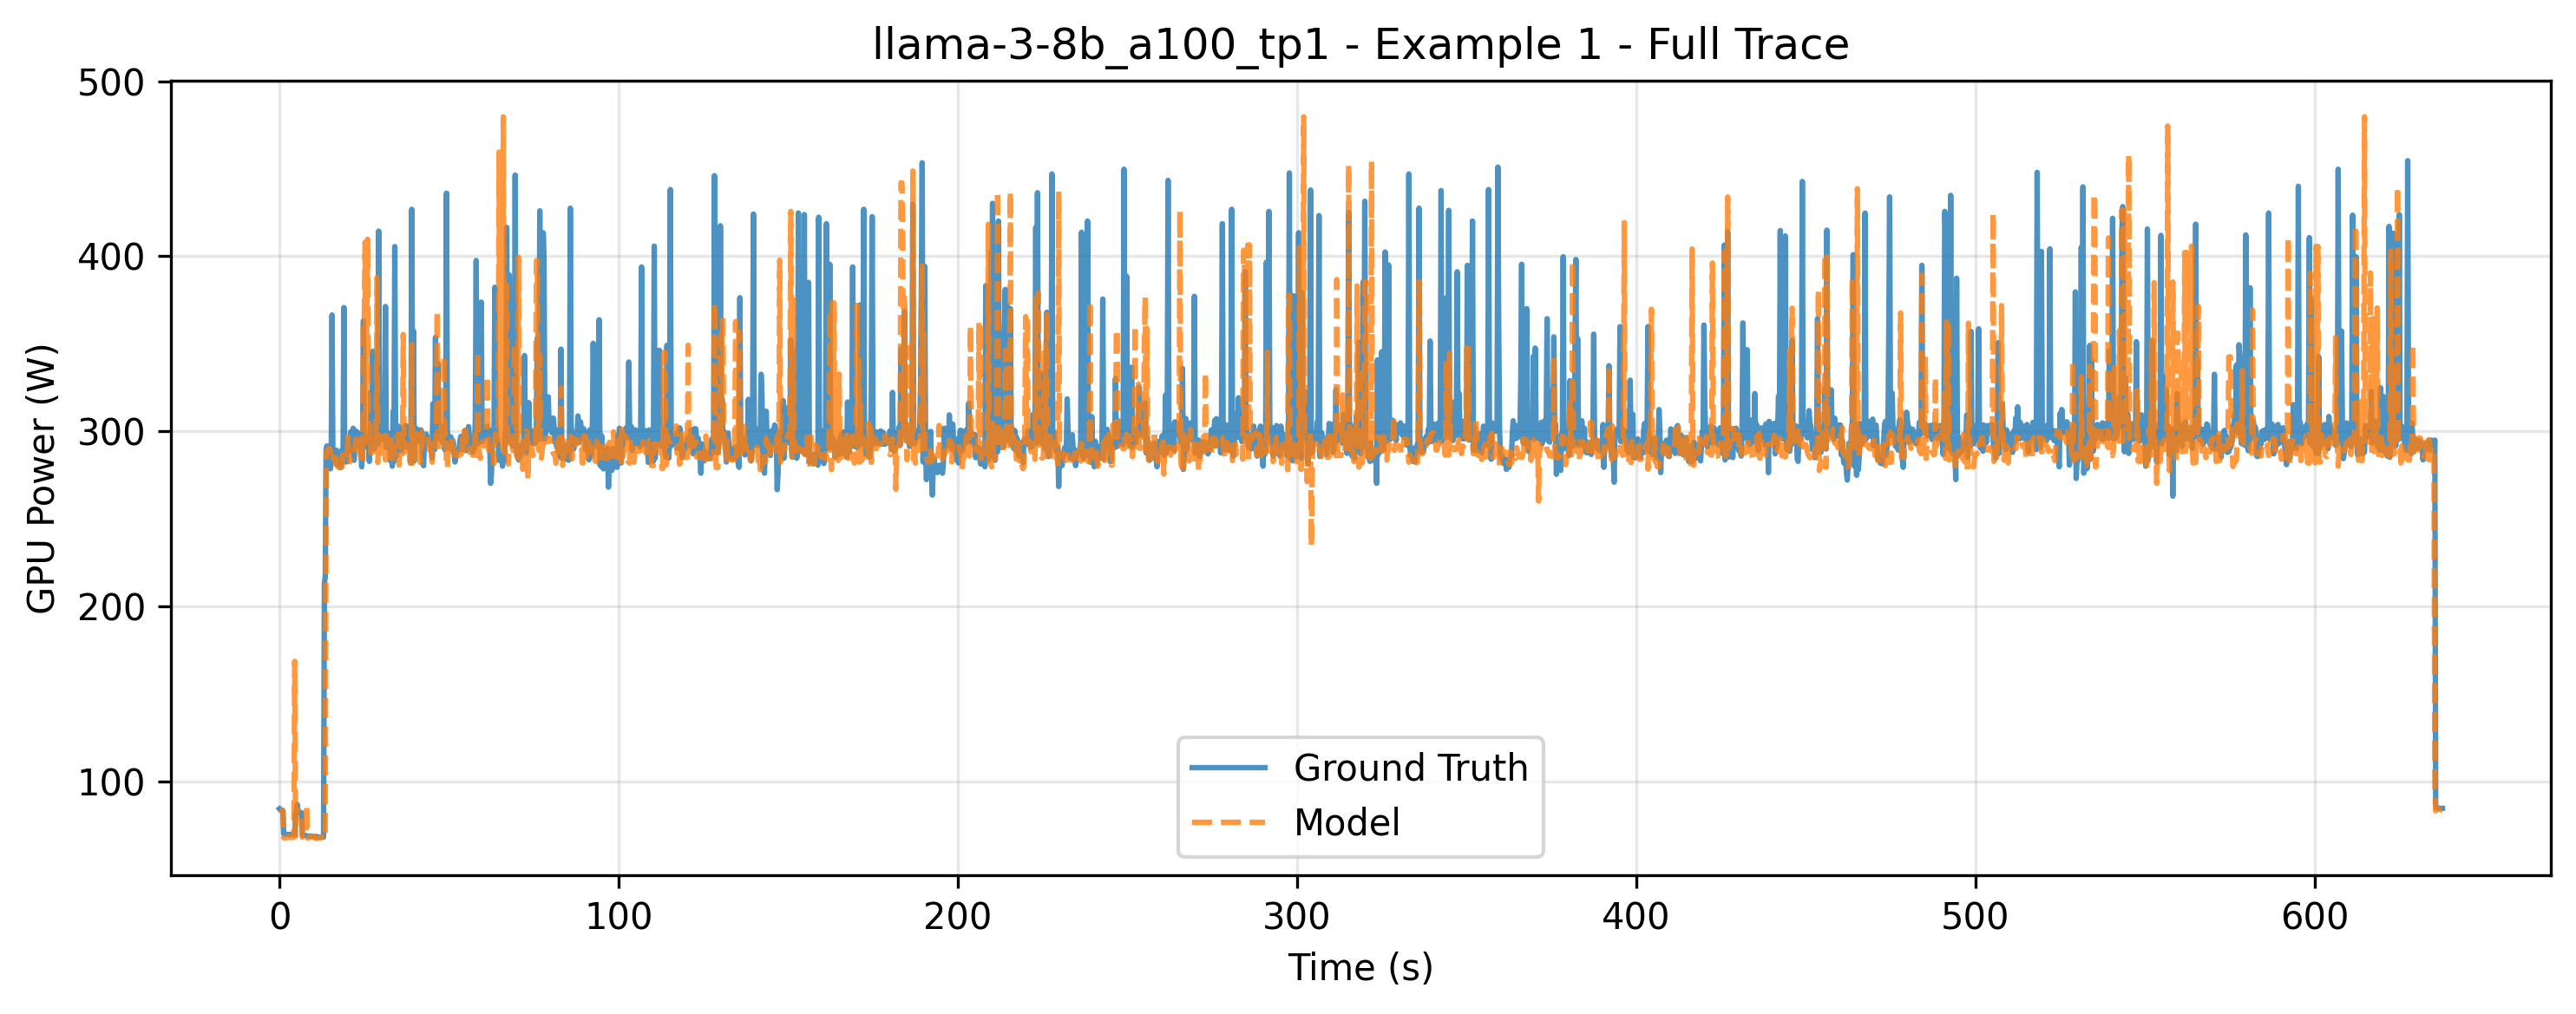 llama-3-8b_a100_tp1 - Example 1 - Full Trace
500
400
300
200
100
GPU Power (W)
Ground Truth
Model
0 100 200 300 400 500 600
Time (s)